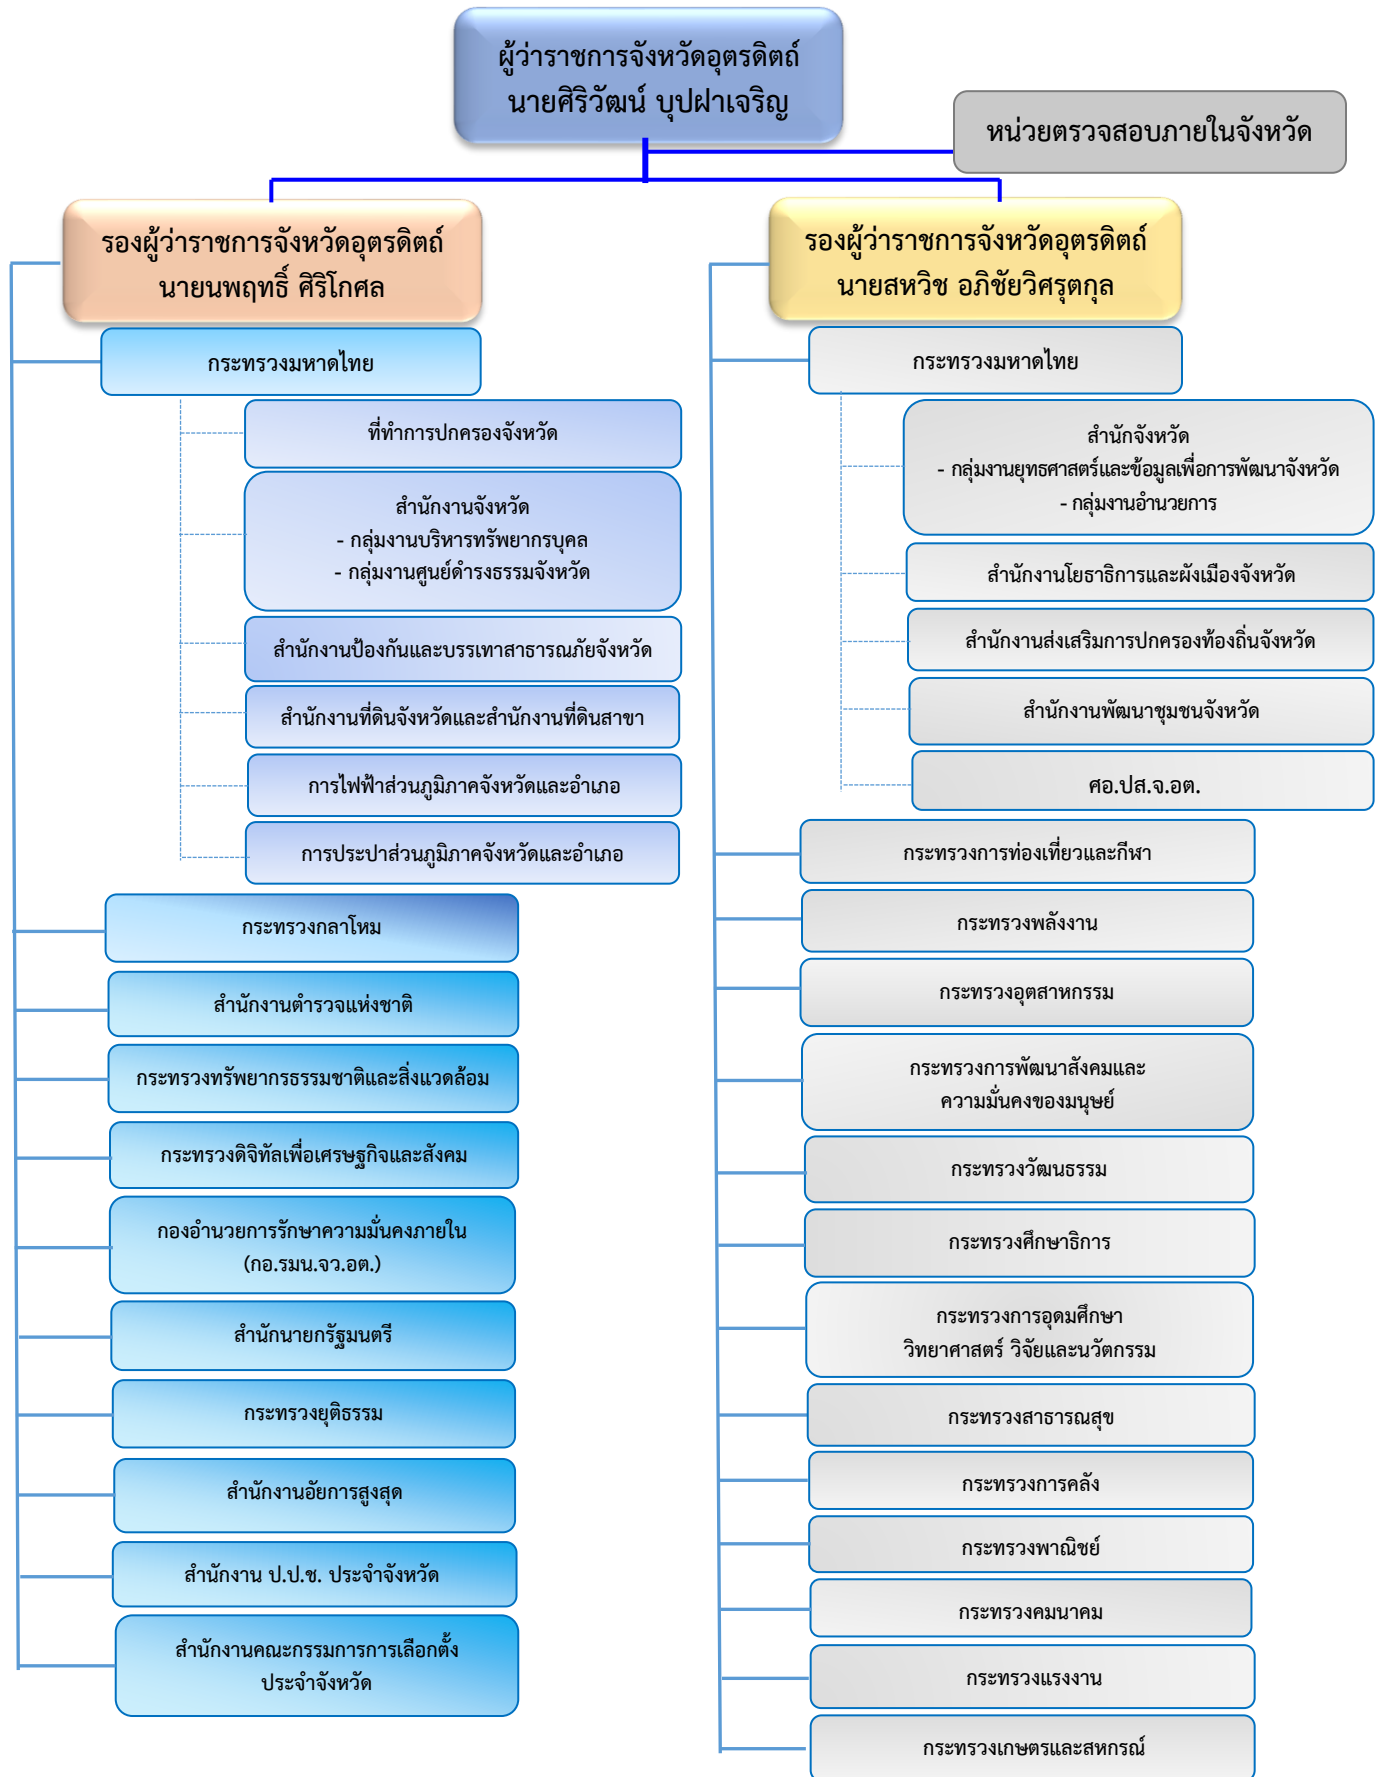 ผู้ว่าราชการจังหวัดอุตรดิตถ์
นายศิริวัฒน์ บุปผาเจริญ
หน่วยตรวจสอบภายในจังหวัด
รองผู้ว่าราชการจังหวัดอุตรดิตถ์
นายนพฤทธิ์ ศิริโกศล
กระทรวงมหาดไทย
ที่ทำการปกครองจังหวัด
สำนักงานจังหวัด
- กลุ่มงานบริหารทรัพยากรบุคล
- กลุ่มงานศูนย์ดำรงธรรมจังหวัด
สำนักงานป้องกันและบรรเทาสาธารณภัยจังหวัด
สำนักงานที่ดินจังหวัดและสำนักงานที่ดินสาขา
การไฟฟ้าส่วนภูมิภาคจังหวัดและอำเภอ
การประปาส่วนภูมิภาคจังหวัดและอำเภอ
กระทรวงกลาโหม
สำนักงานตำรวจแห่งชาติ
กระทรวงทรัพยากรธรรมชาติและสิ่งแวดล้อม
กระทรวงดิจิทัลเพื่อเศรษฐกิจและสังคม
กองอำนวยการรักษาความมั่นคงภายใน
(กอ.รมน.จว.อต.)
สำนักนายกรัฐมนตรี
กระทรวงยุติธรรม
สำนักงานอัยการสูงสุด
สำนักงาน ป.ป.ช. ประจำจังหวัด
สำนักงานคณะกรรมการการเลือกตั้ง
ประจำจังหวัด
รองผู้ว่าราชการจังหวัดอุตรดิตถ์
นายสหวิช อภิชัยวิศรุตกุล
กระทรวงมหาดไทย
สำนักจังหวัด
- กลุ่มงานยุทธศาสตร์และข้อมูลเพื่อการพัฒนาจังหวัด
- กลุ่มงานอำนวยการ
สำนักงานโยธาธิการและผังเมืองจังหวัด
สำนักงานส่งเสริมการปกครองท้องถิ่นจังหวัด
สำนักงานพัฒนาชุมชนจังหวัด
ศอ.ปส.จ.อต.
กระทรวงการท่องเที่ยวและกีฬา
กระทรวงพลังงาน
กระทรวงอุตสาหกรรม
กระทรวงการพัฒนาสังคมและ
ความมั่นคงของมนุษย์
กระทรวงวัฒนธรรม
กระทรวงศึกษาธิการ
กระทรวงการอุดมศึกษา
วิทยาศาสตร์ วิจัยและนวัตกรรม
กระทรวงสาธารณสุข
กระทรวงการคลัง
กระทรวงพาณิชย์
กระทรวงคมนาคม
กระทรวงแรงงาน
กระทรวงเกษตรและสหกรณ์